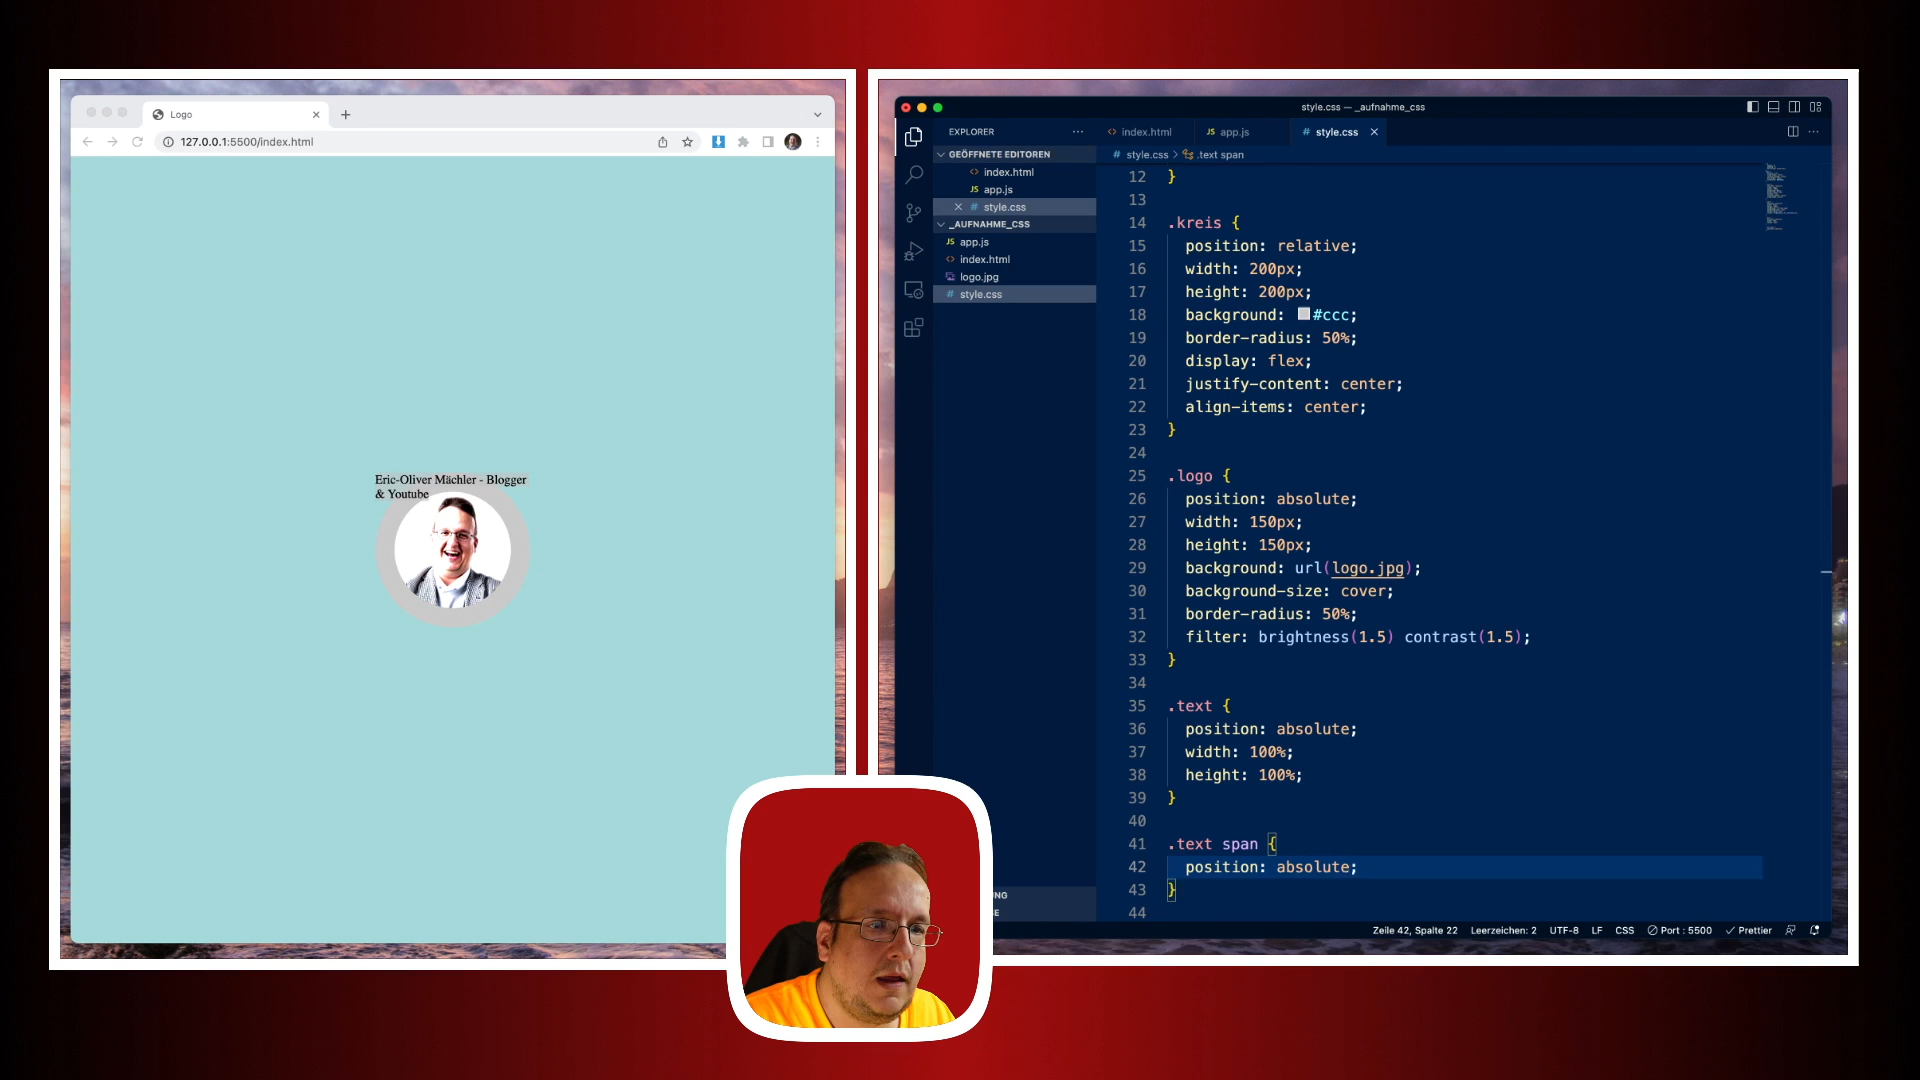 Logo
127.0.0.1:5500/index.html
Eric-Oliver Mächler - Blogger
& Youtube
style.css — _aufnahme_css
EXPLORER
index.html
app.js
style.css
GEÖFFNETE EDITOREN
index.html
app.js
style.css
_AUFNAHME_CSS
app.js
index.html
logo.jpg
style.css
style.css > .text span
12 }
13
14 .kreis {
15 position: relative;
16 width: 200px;
17 height: 200px;
18 background: #ccc;
19 border-radius: 50%;
20 display: flex;
21 justify-content: center;
22 align-items: center;
23 }
24
25 .logo {
26 position: absolute;
27 width: 150px;
28 height: 150px;
29 background: url(logo.jpg);
30 background-size: cover;
31 border-radius: 50%;
32 filter: brightness(1.5) contrast(1.5);
33 }
34
35 .text {
36 position: absolute;
37 width: 100%;
38 height: 100%;
39 }
40
41 .text span {
42 position: absolute;
43 }
44
Zeile 42, Spalte 22 Leerzeichen: 2 UTF-8 LF CSS Port : 5500 Prettier